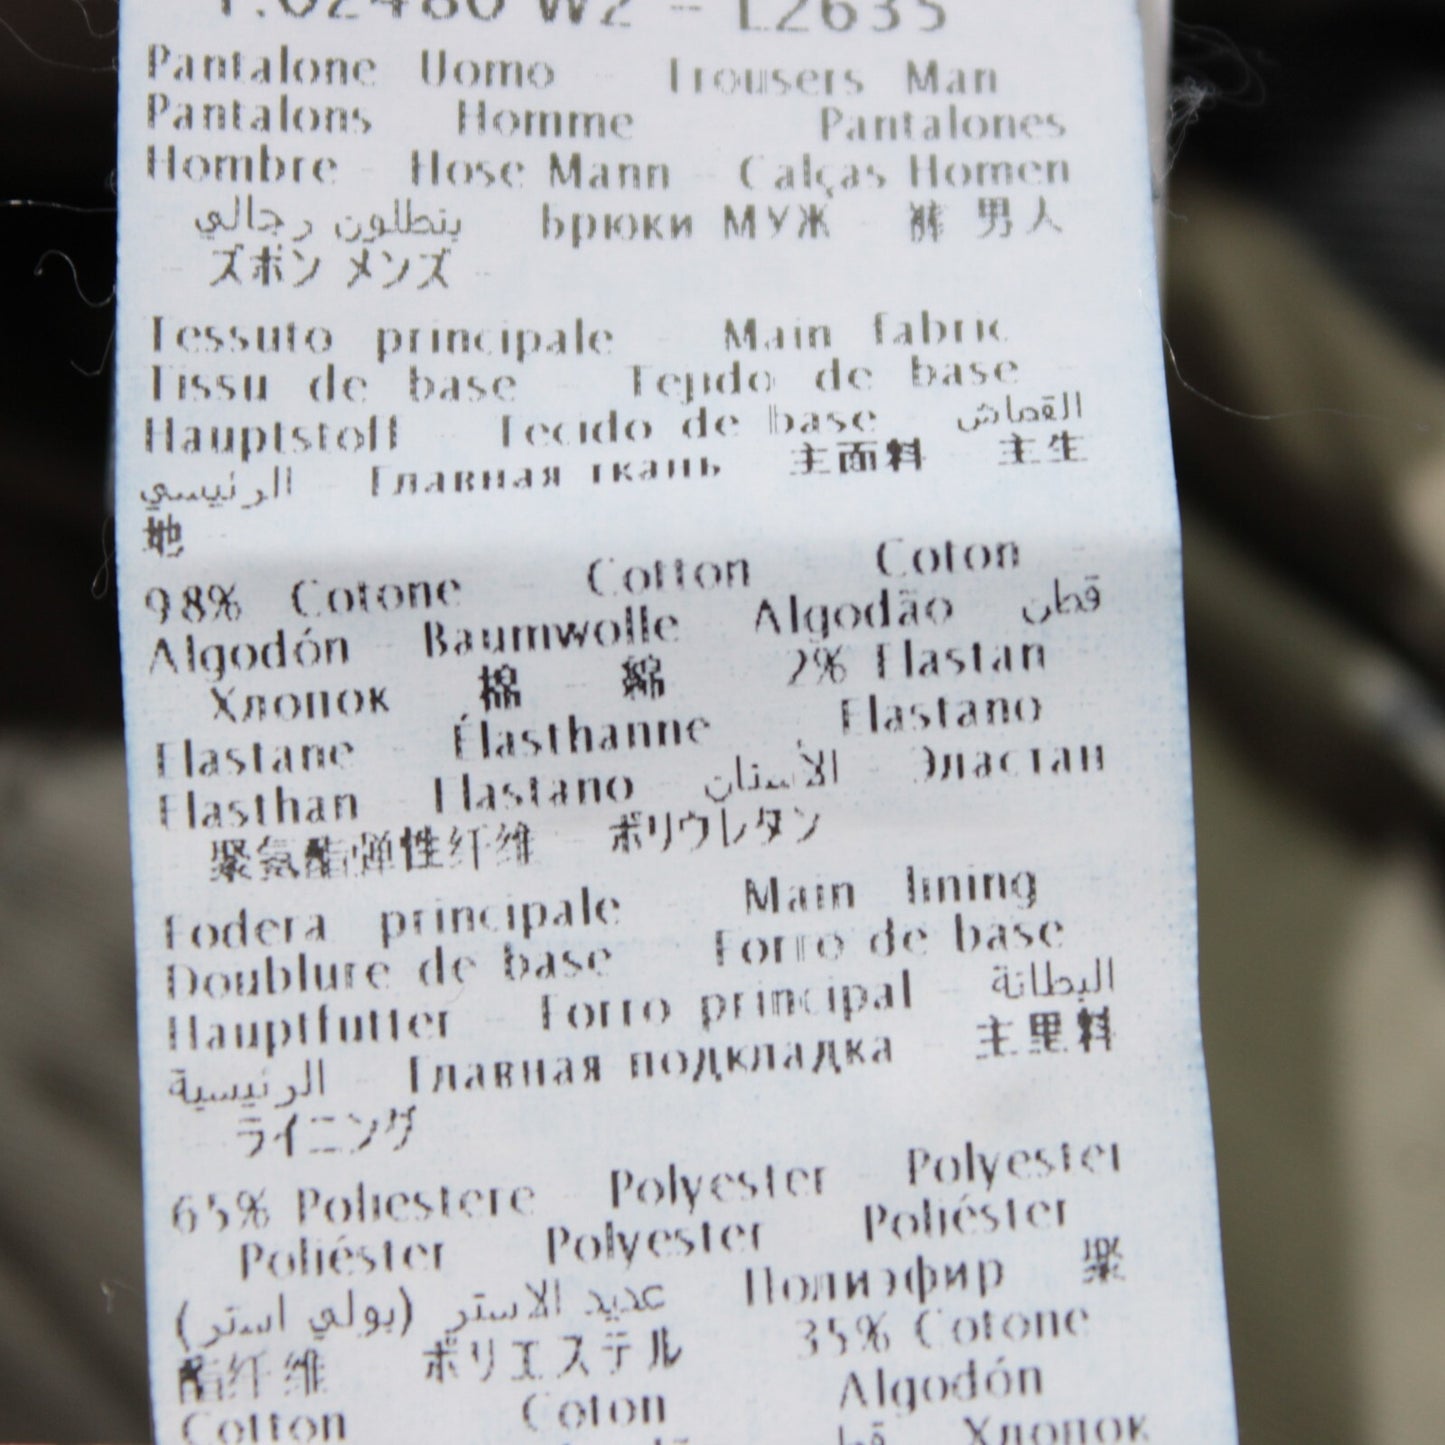 1.02480 W2 - L2635
Pantalone Uomo - Trousers Man
Pantalons Homme - Pantalones
Hombre - Hose Mann - Calças Homen
- بنطلون رجالي - Брюки МУЖ - 裤 男人
- ズボン メンズ -
Tessuto principale - Main fabric
Tissu de base - Tejido de base
Hauptstoff - Tecido de base - القماش
الرئيسي - Главная ткань - 主面料 - 主生
地
98% Cotone - Cotton - Coton
Algodón - Baumwolle - Algodão - قطن
- Хлопок - 棉 - 綿 - 2% Elastan
Elastane - Élasthanne - Elastano
Elasthan - Elastano - الاستان - Эластан
- 聚氨酯弹性纤维 - ポリウレタン
Fodera principale - Main lining
Doublure de base - Forro de base
Hauptfutter - Forro principal - البطانة
الرئيسية - Главная подкладка - 主里料
- ライニング
65% Poliestere - Polyester - Polyester
- Poliéster - Polyester - Poliéster
عديد الاستر (بولي استر) - Полиэфир - 聚
酯纤维 - ポリエステル - 35% Cotone
Cotton - Coton - Algodón
قطن - Хлопок